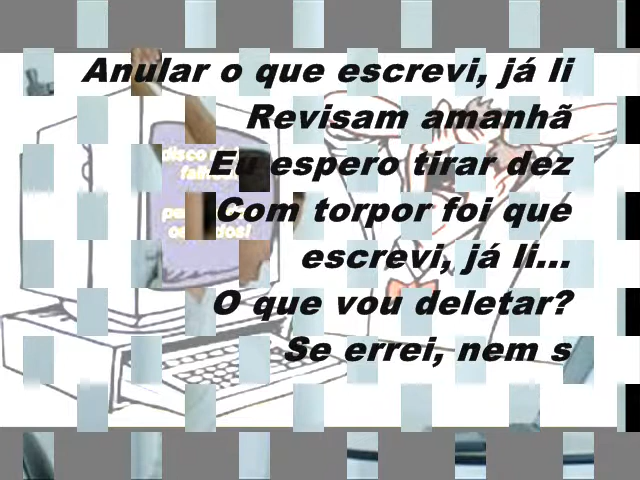 Anular o que escrevi, já li
Revisam amanhã
Eu espero tirar dez
Com torpor foi que
escrevi, já li...
O que vou deletar?
Se errei, nem s
disco